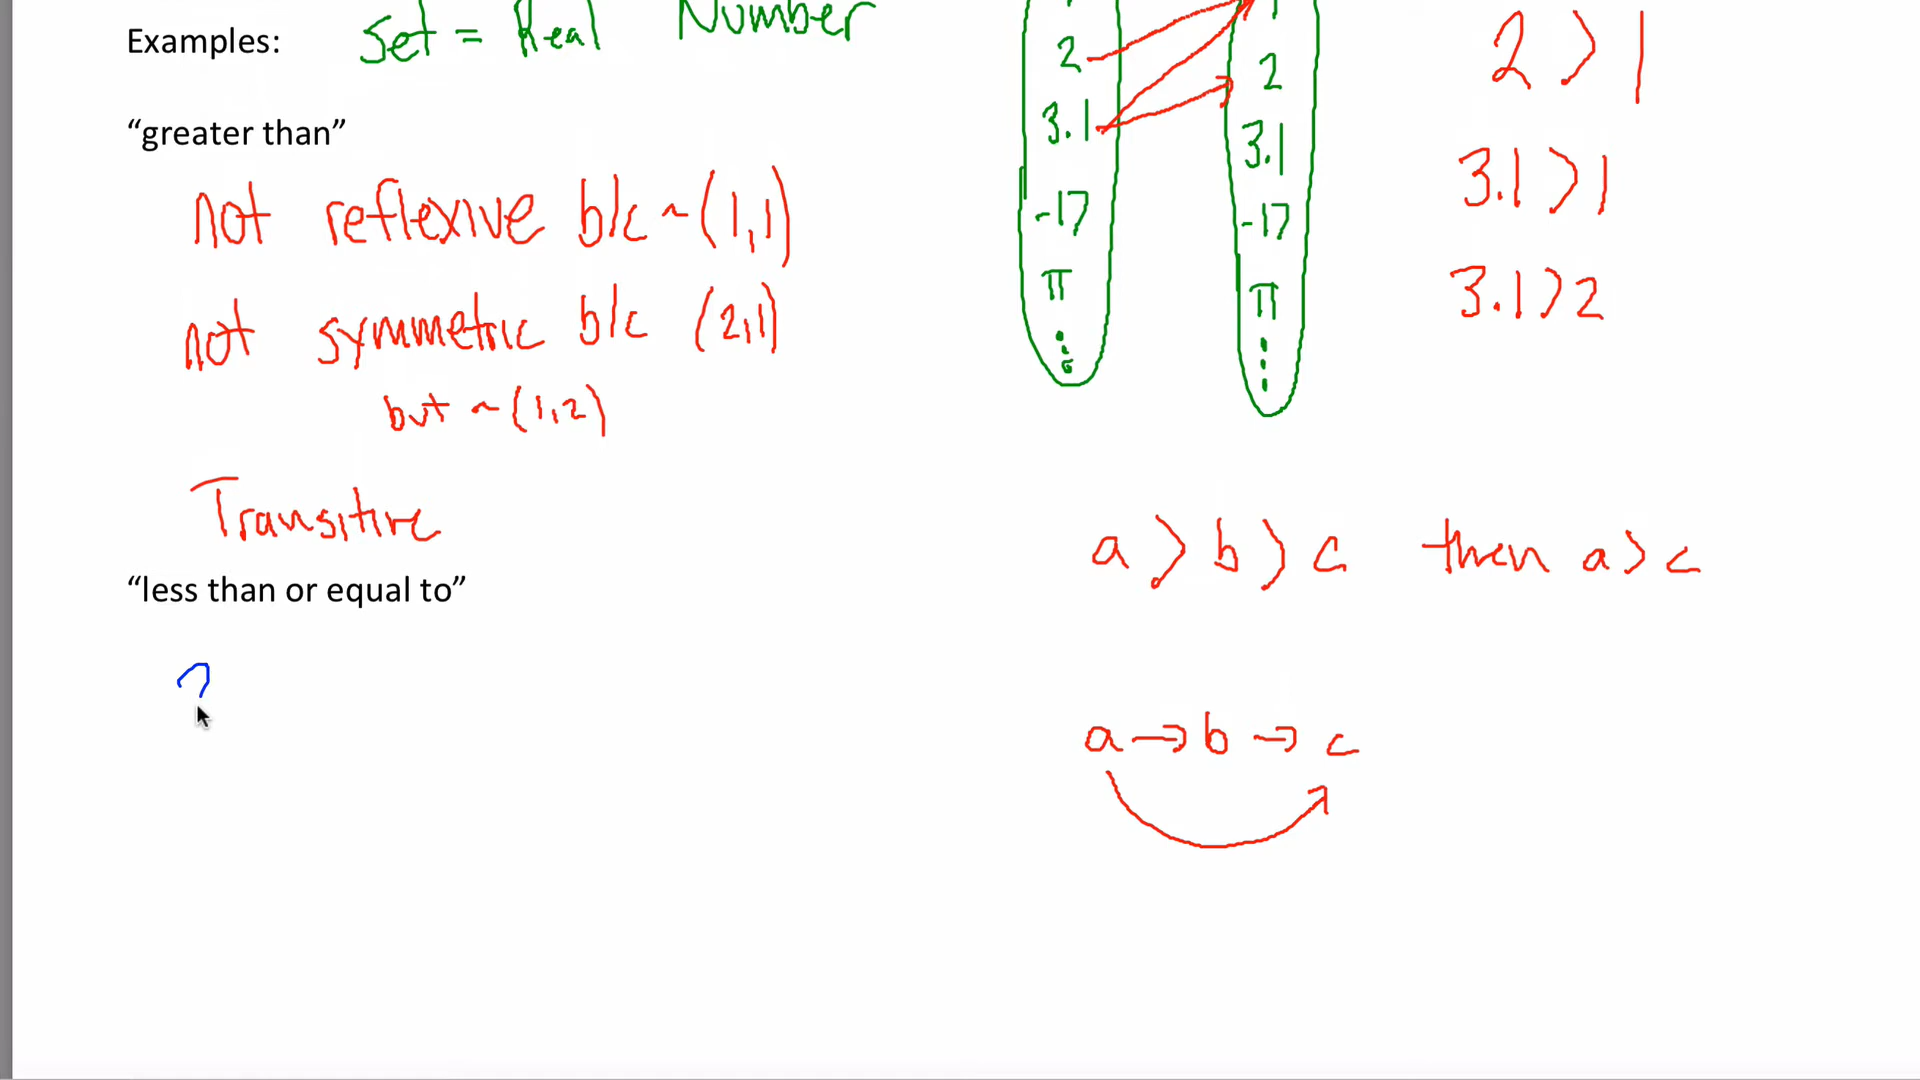 Examples: Set = Real Number
“greater than”
not reflexive b/c ~(1,1)
not symmetric b/c (2,1)
but ~(1,2)
Transitive
“less than or equal to”
?
2
3.1
-17
π
1
2
3.1
-17
π
2 > 1
3.1 > 1
3.1 > 2
a > b > c then a > c
a → b → c